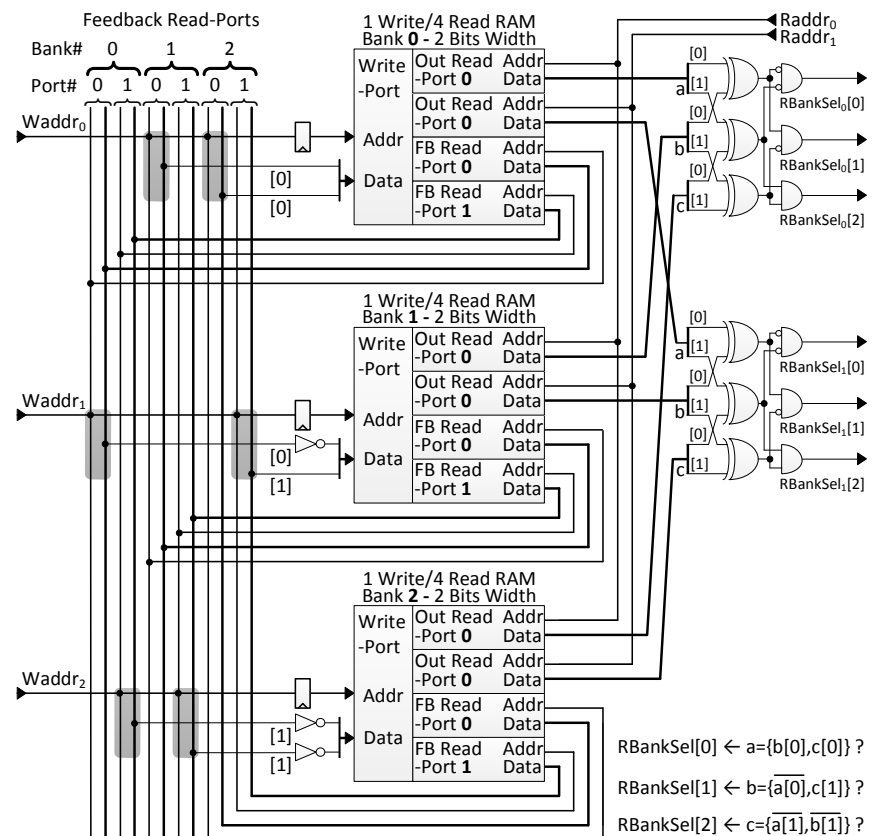 Feedback Read-Ports
Bank# 0 1 2
Port# 0 1 0 1 0 1
1 Write/4 Read RAM
Bank 0 - 2 Bits Width
Write
-Port
Addr
Data
Out Read Addr
-Port 0 Data
Out Read Addr
-Port 0 Data
FB Read Addr
-Port 0 Data
FB Read Addr
-Port 1 Data
Waddr0
[0]
[0]
Raddr0
Raddr1
[0]
a [1]
[0]
b [1]
[0]
c [1]
RBankSel0[0]
RBankSel0[1]
RBankSel0[2]
1 Write/4 Read RAM
Bank 1 - 2 Bits Width
Write
-Port
Addr
Data
Out Read Addr
-Port 0 Data
Out Read Addr
-Port 0 Data
FB Read Addr
-Port 0 Data
FB Read Addr
-Port 1 Data
Waddr1
[0]
[1]
[0]
a [1]
[0]
b [1]
[0]
c [1]
RBankSel1[0]
RBankSel1[1]
RBankSel1[2]
1 Write/4 Read RAM
Bank 2 - 2 Bits Width
Write
-Port
Addr
Data
Out Read Addr
-Port 0 Data
Out Read Addr
-Port 0 Data
FB Read Addr
-Port 0 Data
FB Read Addr
-Port 1 Data
Waddr2
[1]
[1]
RBankSel[0] ← a={b[0],c[0]} ?
RBankSel[1] ← b={a̅[̅0̅]̅,c[1]} ?
RBankSel[2] ← c={a̅[̅1̅]̅,b̅[̅1̅]̅} ?